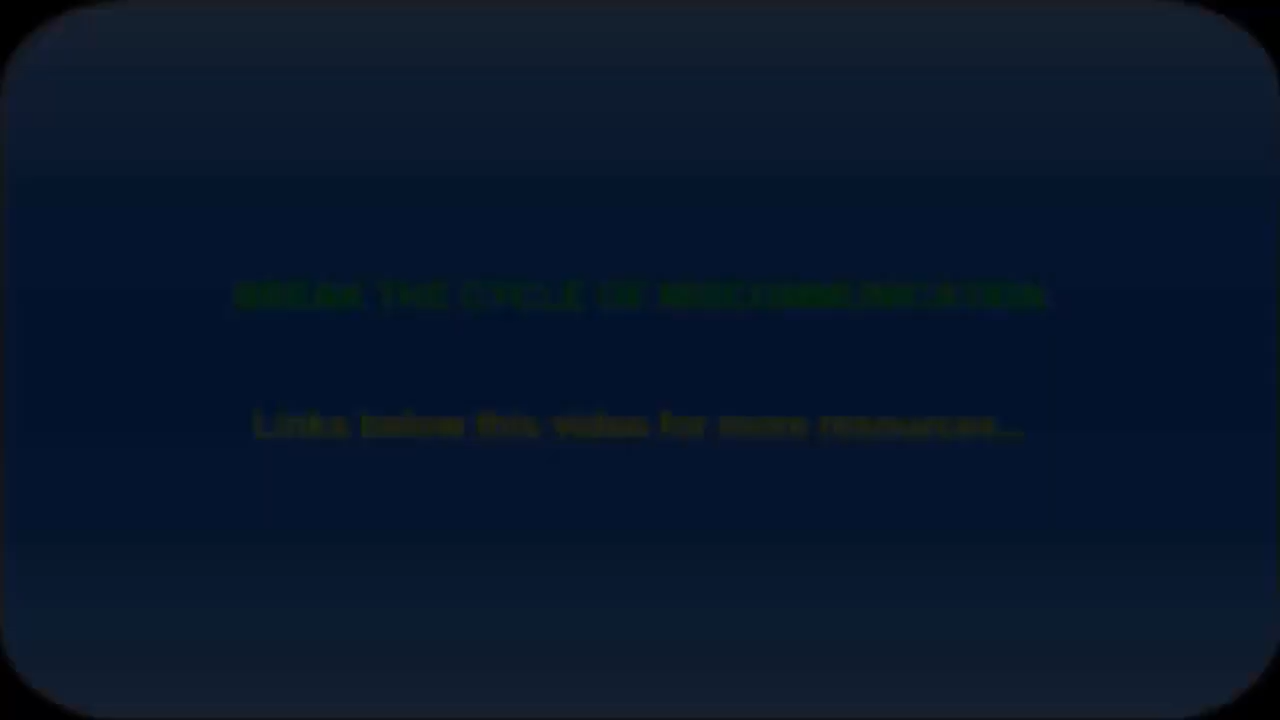 BREAK THE CYCLE OF MISCOMMUNICATION
Links below this video for more resources...